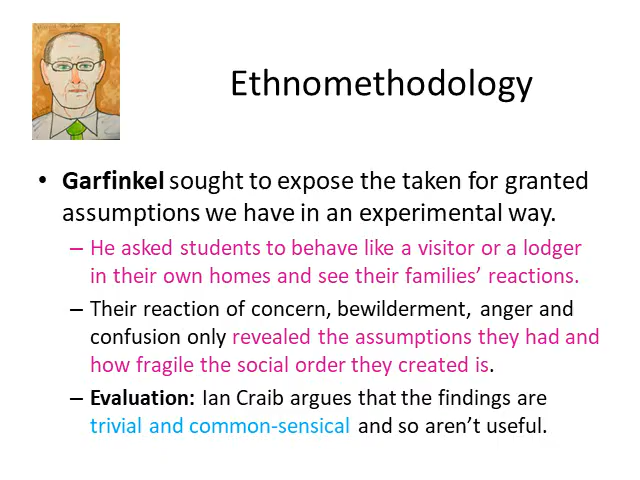 Ethnomethodology
• Garfinkel sought to expose the taken for granted
assumptions we have in an experimental way.
– He asked students to behave like a visitor or a lodger
in their own homes and see their families’ reactions.
– Their reaction of concern, bewilderment, anger and
confusion only revealed the assumptions they had and
how fragile the social order they created is.
– Evaluation: Ian Craib argues that the findings are
trivial and common-sensical and so aren’t useful.